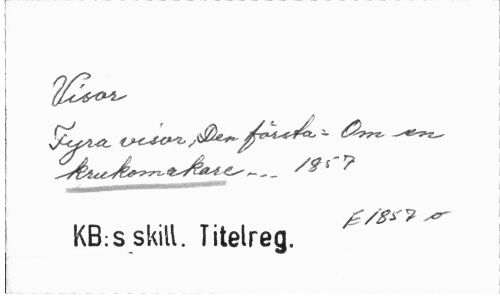 Visor
Fyra visor, Den första: Om en
krukomakare --- 1857
E 1857 o
KB:s skill. Titelreg.